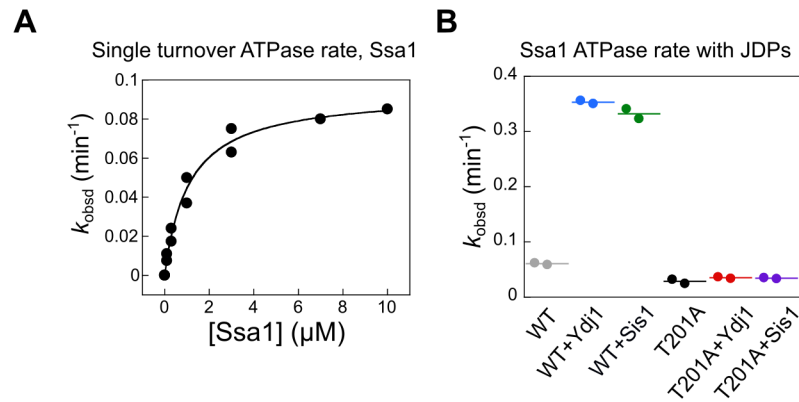 A
Single turnover ATPase rate, Ssa1
0.1
0.08
0.06
0.04
0.02
0
k_obsd (min⁻¹)
0 2 4 6 8 10
[Ssa1] (µM)
B
Ssa1 ATPase rate with JDPs
0.4
0.3
0.2
0.1
0
k_obsd (min⁻¹)
WT
WT+Ydj1
WT+Sis1
T201A
T201A+Ydj1
T201A+Sis1